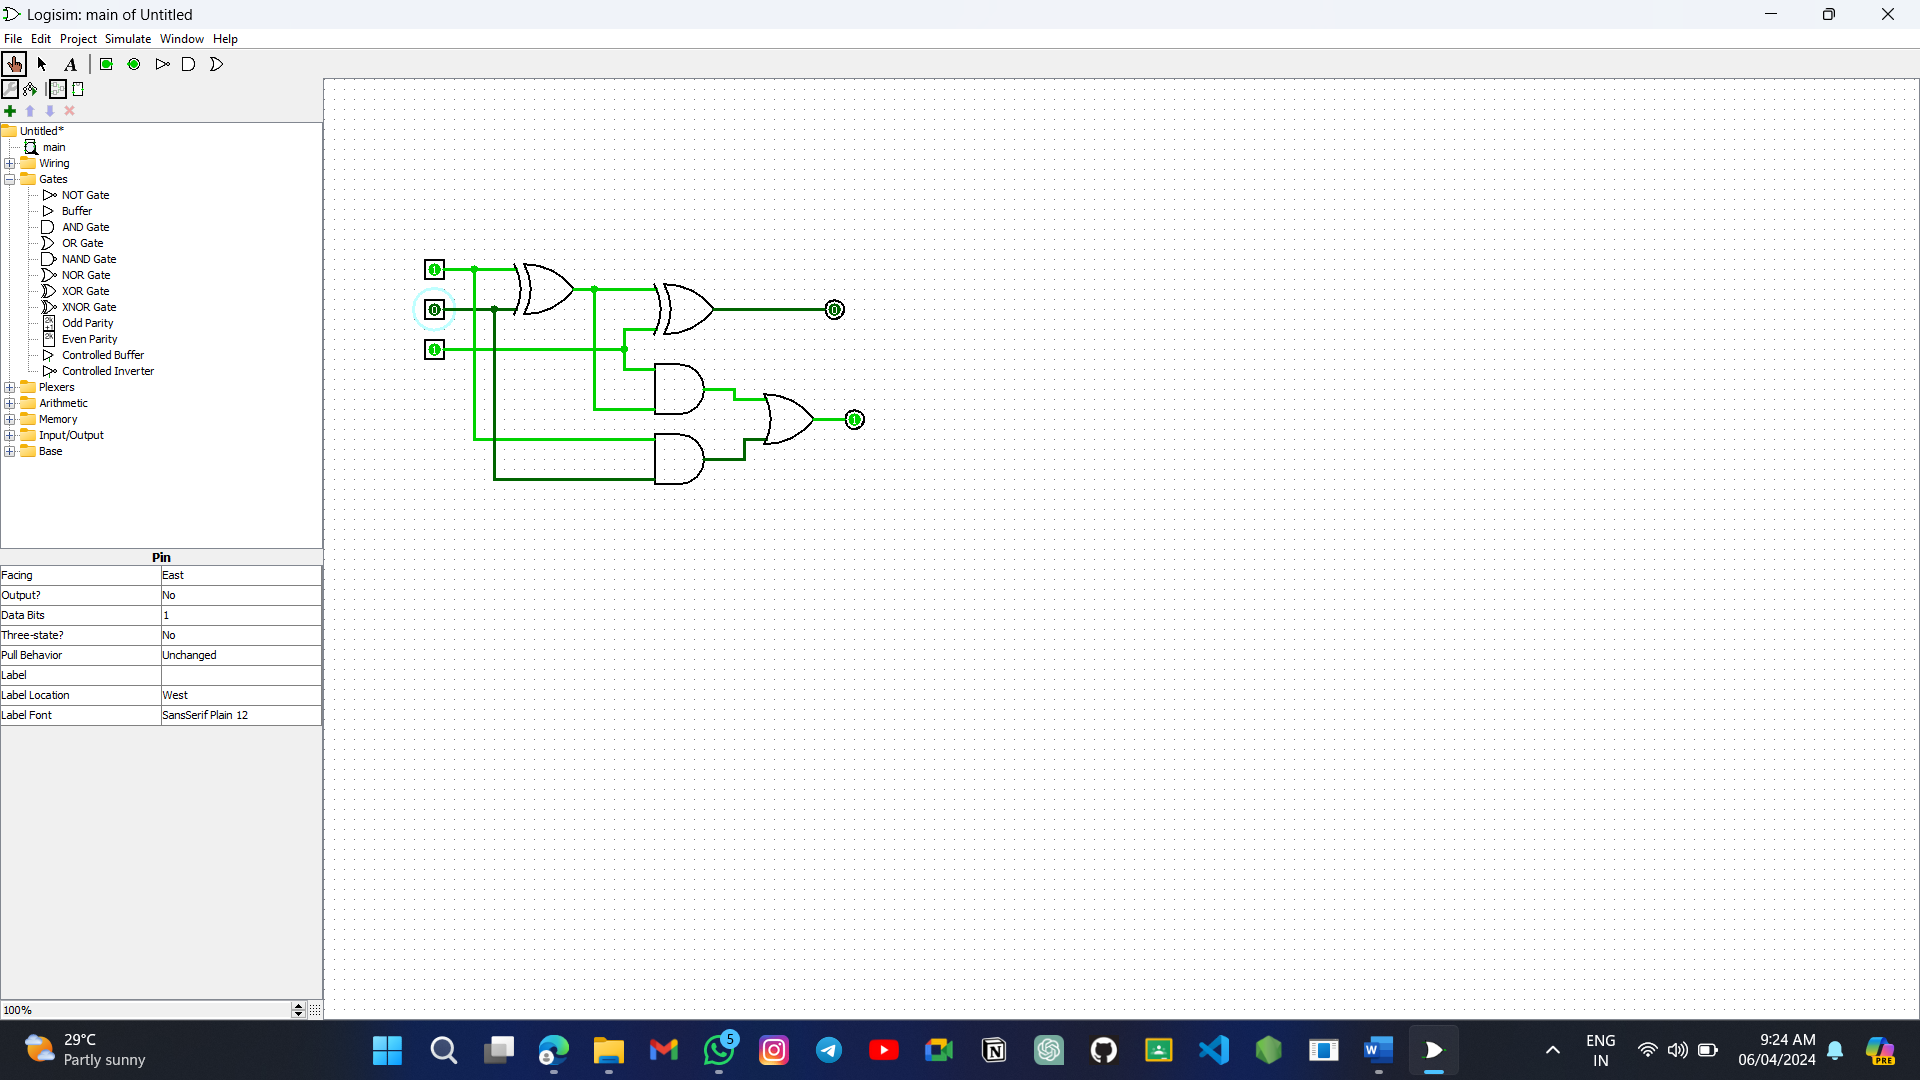 Logisim: main of Untitled
File Edit Project Simulate Window Help
A
Untitled*
main
Wiring
Gates
NOT Gate
Buffer
AND Gate
OR Gate
NAND Gate
NOR Gate
XOR Gate
XNOR Gate
Odd Parity
Even Parity
Controlled Buffer
Controlled Inverter
Plexers
Arithmetic
Memory
Input/Output
Base
Pin
Facing East
Output? No
Data Bits 1
Three-state? No
Pull Behavior Unchanged
Label
Label Location West
Label Font SansSerif Plain 12
100%
1
0
1
0
1
29°C
Partly sunny
5
W
PRE
ENG
IN
9:24 AM
06/04/2024